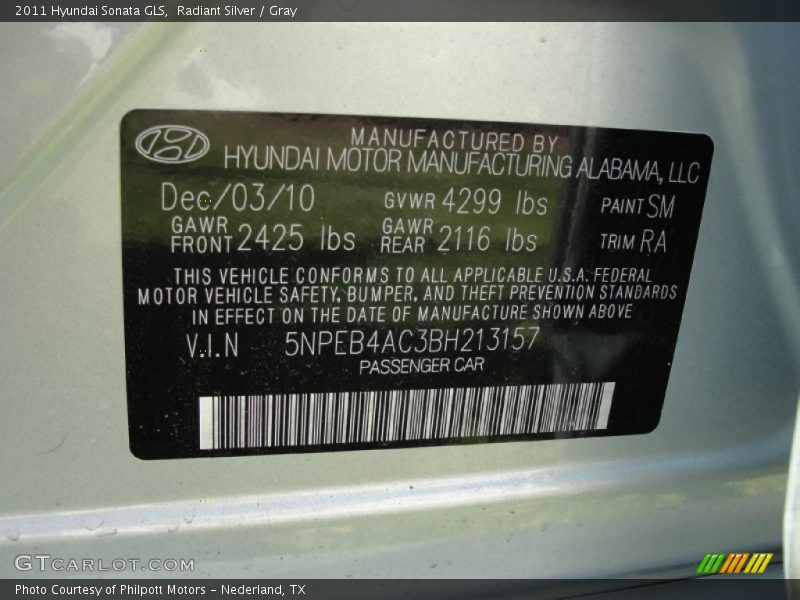 2011 Hyundai Sonata GLS, Radiant Silver / Gray
MANUFACTURED BY
HYUNDAI MOTOR MANUFACTURING ALABAMA, LLC
Dec/03/10 GVWR 4299 lbs PAINT SM
GAWR FRONT 2425 lbs GAWR REAR 2116 lbs TRIM RA
THIS VEHICLE CONFORMS TO ALL APPLICABLE U.S.A. FEDERAL
MOTOR VEHICLE SAFETY, BUMPER, AND THEFT PREVENTION STANDARDS
IN EFFECT ON THE DATE OF MANUFACTURE SHOWN ABOVE
V.I.N 5NPEB4AC3BH213157
PASSENGER CAR
GTCARLOT.COM
Photo Courtesy of Philpott Motors - Nederland, TX